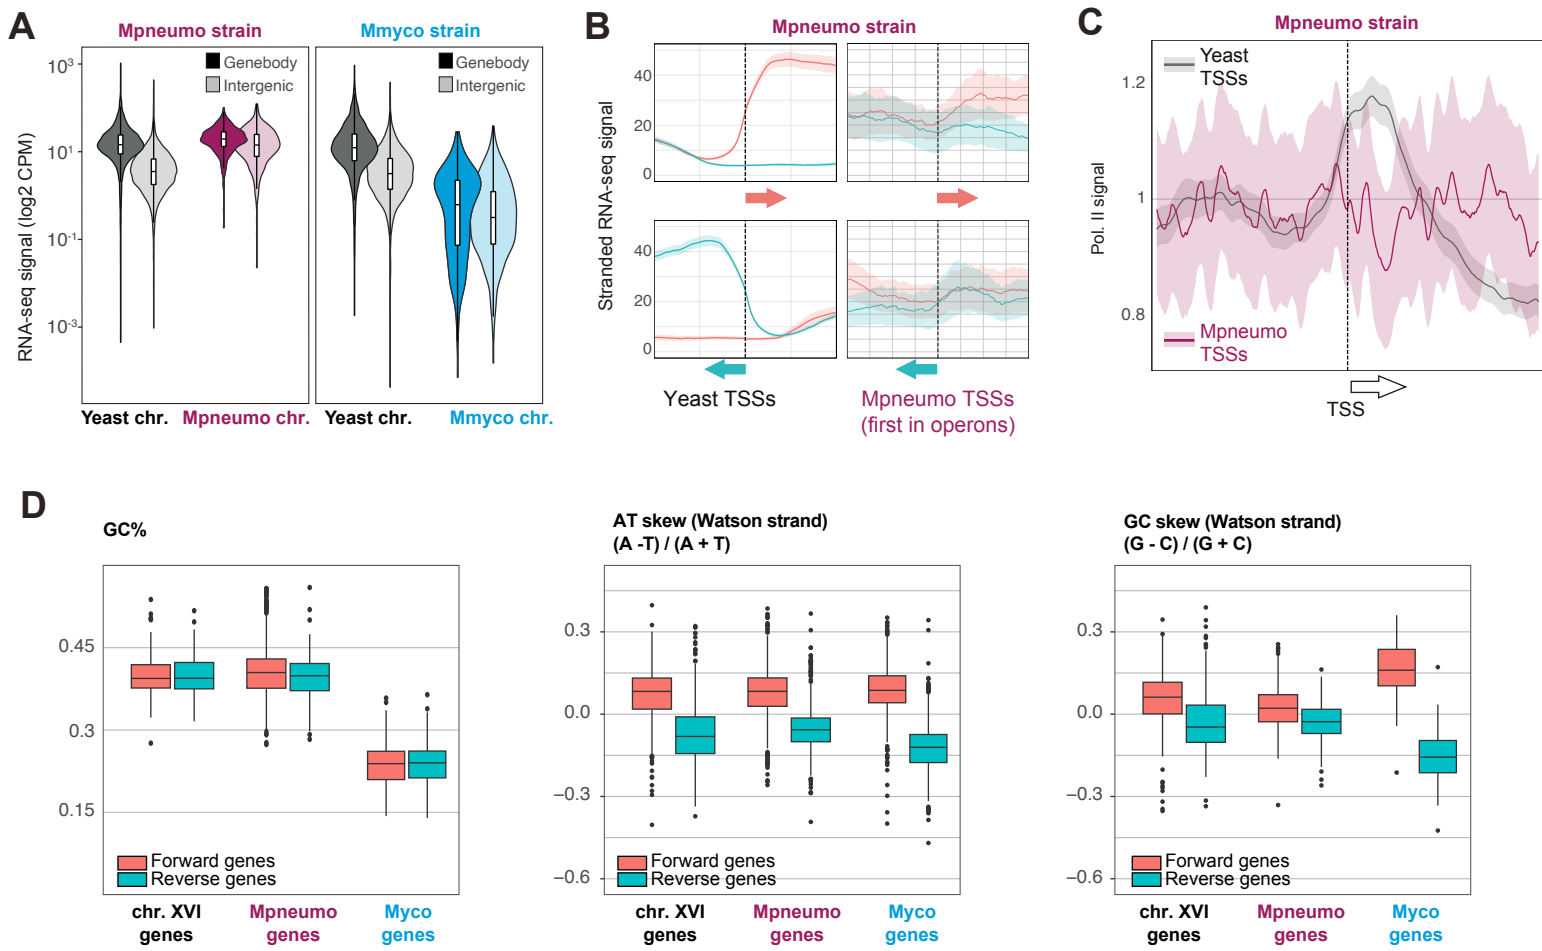 A
Mpneumo strain
Mmyco strain
RNA-seq signal (log2 CPM)
10³
10¹
10⁻¹
10⁻³
Genebody
Intergenic
Genebody
Intergenic
Yeast chr.
Mpneumo chr.
Yeast chr.
Mmyco chr.
B
Mpneumo strain
Stranded RNA-seq signal
40
20
0
40
20
0
Yeast TSSs
Mpneumo TSSs
(first in operons)
C
Mpneumo strain
Pol. II signal
1.2
1
0.8
Yeast
TSSs
Mpneumo
TSSs
TSS
D
GC%
0.45
0.3
0.15
Forward genes
Reverse genes
chr. XVI
genes
Mpneumo
genes
Myco
genes
AT skew (Watson strand)
(A -T) / (A + T)
0.3
0.0
−0.3
−0.6
Forward genes
Reverse genes
chr. XVI
genes
Mpneumo
genes
Myco
genes
GC skew (Watson strand)
(G - C) / (G + C)
0.3
0.0
−0.3
−0.6
Forward genes
Reverse genes
chr. XVI
genes
Mpneumo
genes
Myco
genes